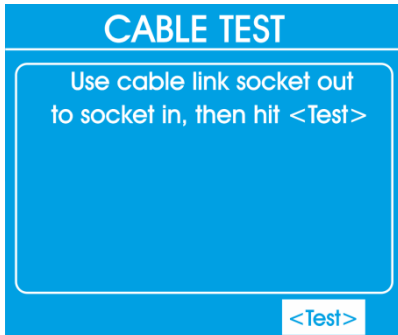 CABLE TEST
Use cable link socket out
to socket in, then hit <Test>
<Test>